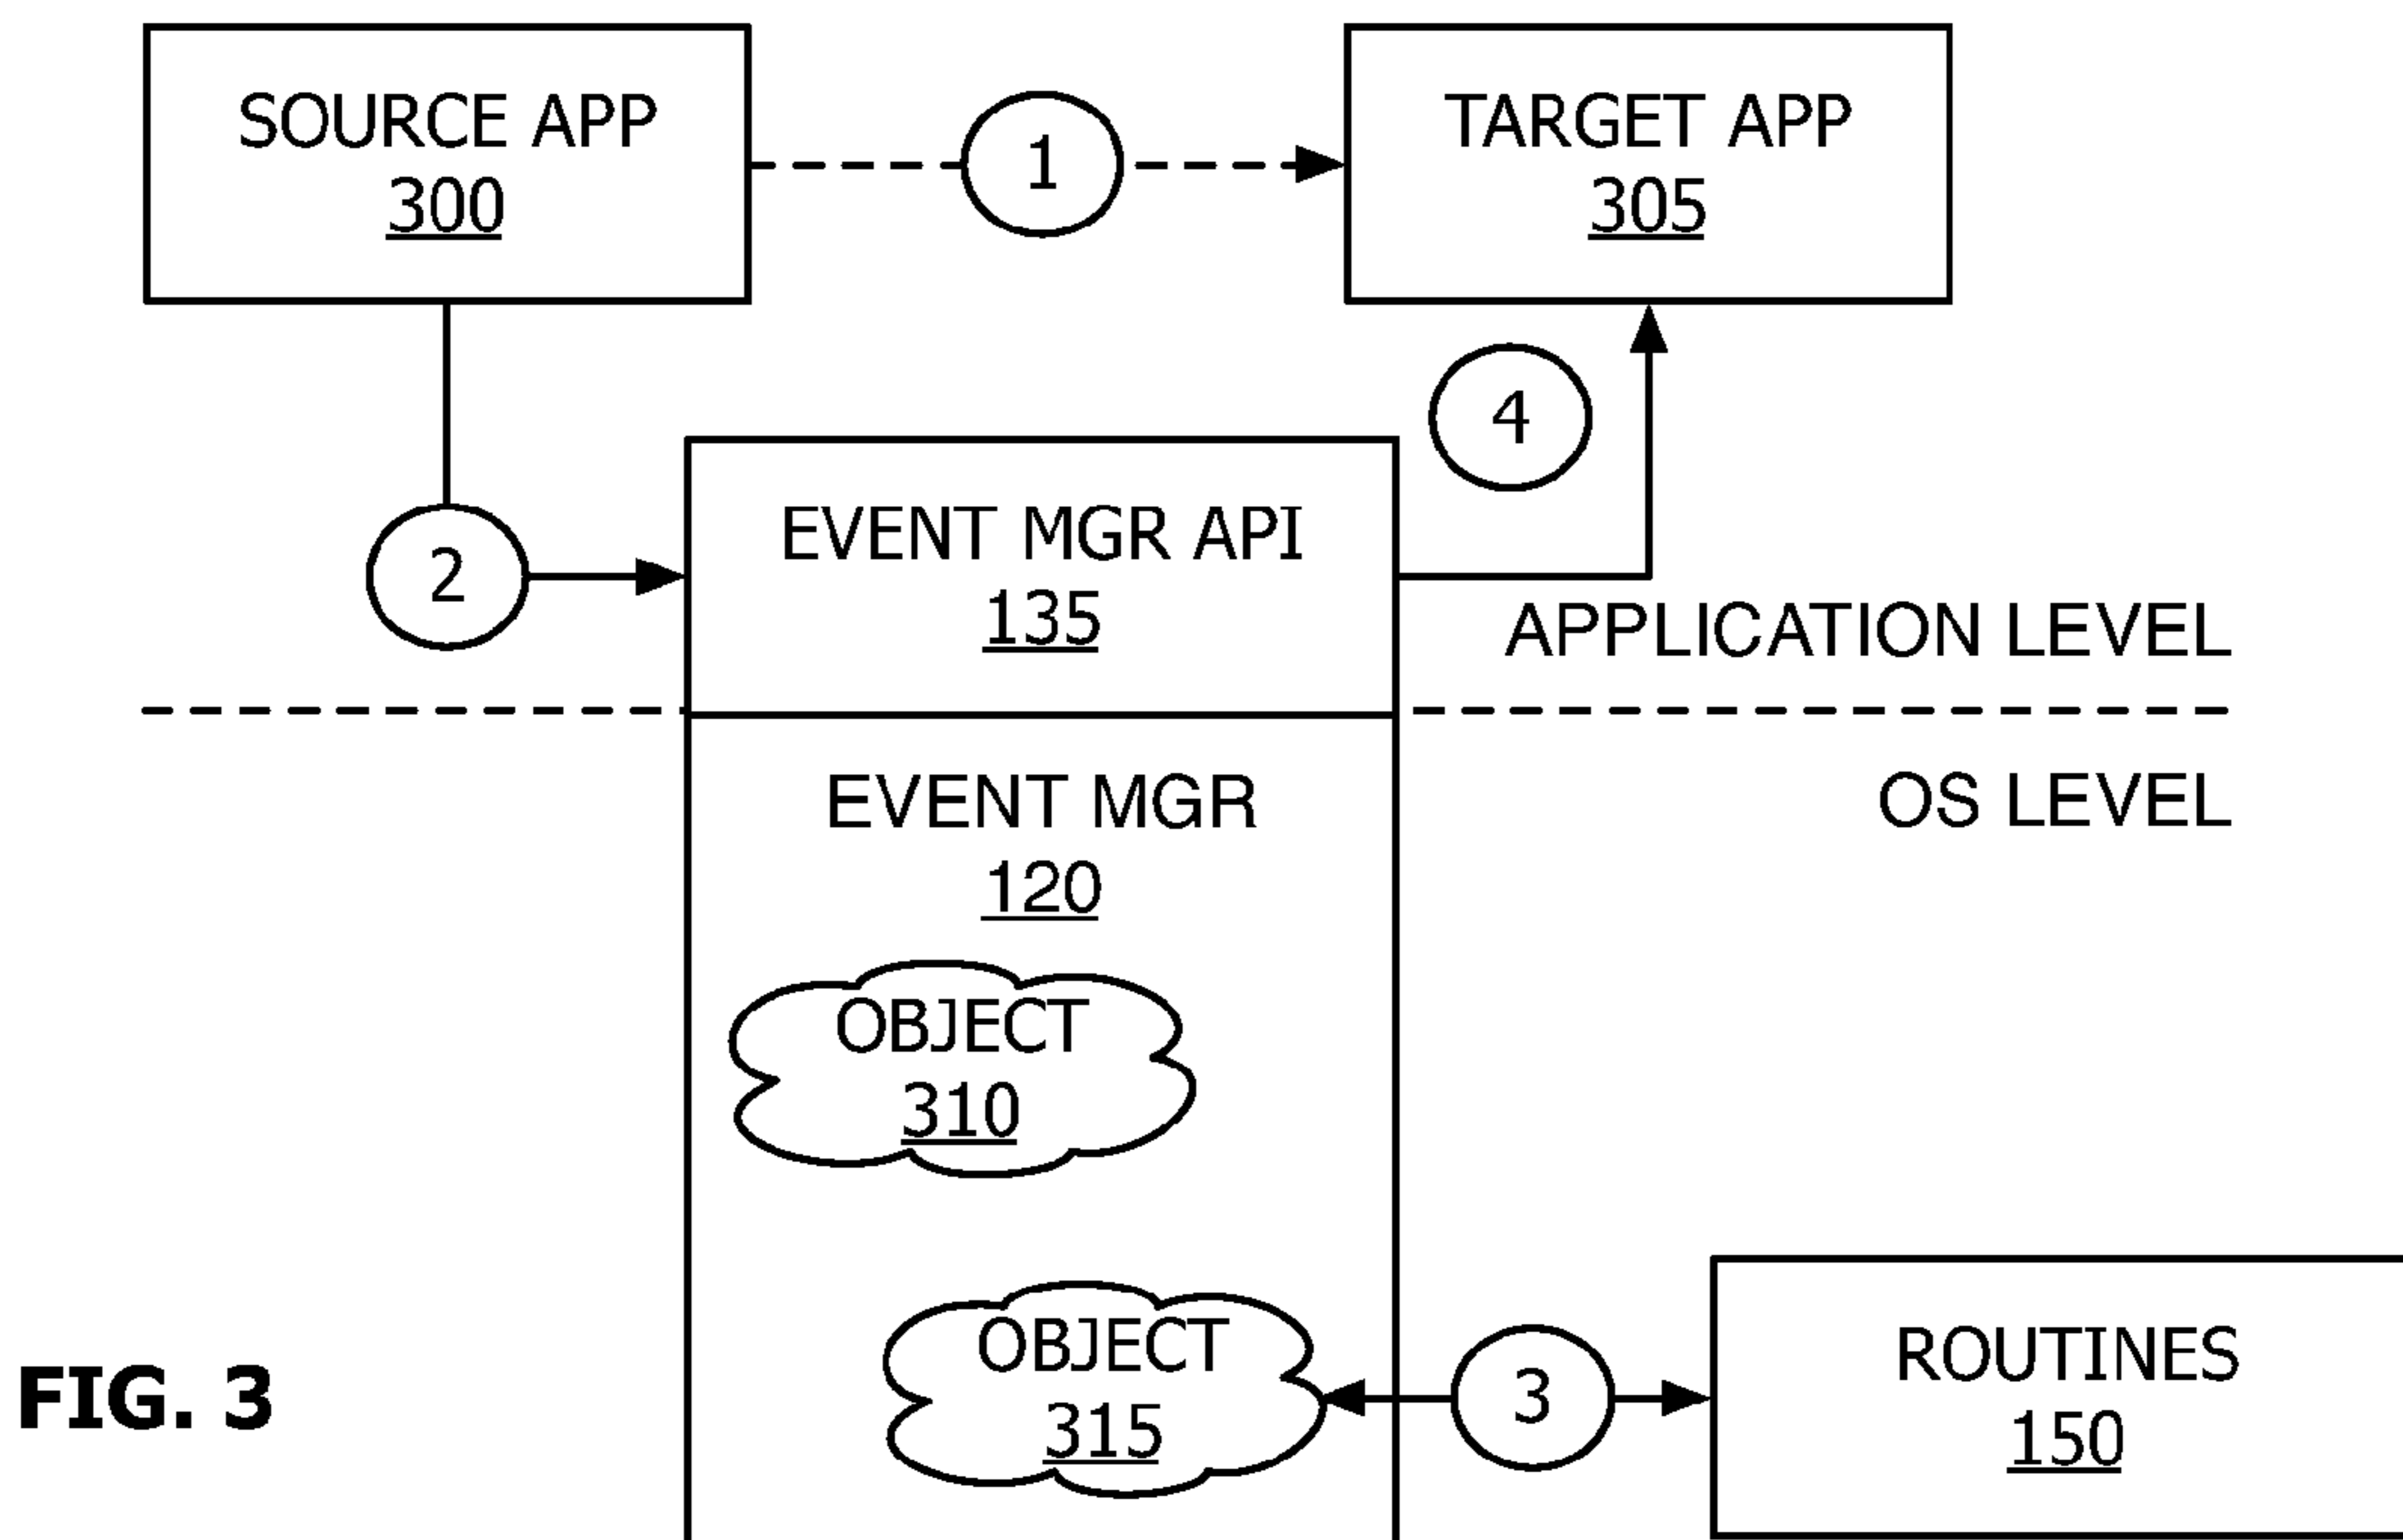 SOURCE APP
300
1
TARGET APP
305
4
2
EVENT MGR API
135
APPLICATION LEVEL
EVENT MGR
120
OS LEVEL
OBJECT
310
OBJECT
315
3
ROUTINES
150
FIG. 3